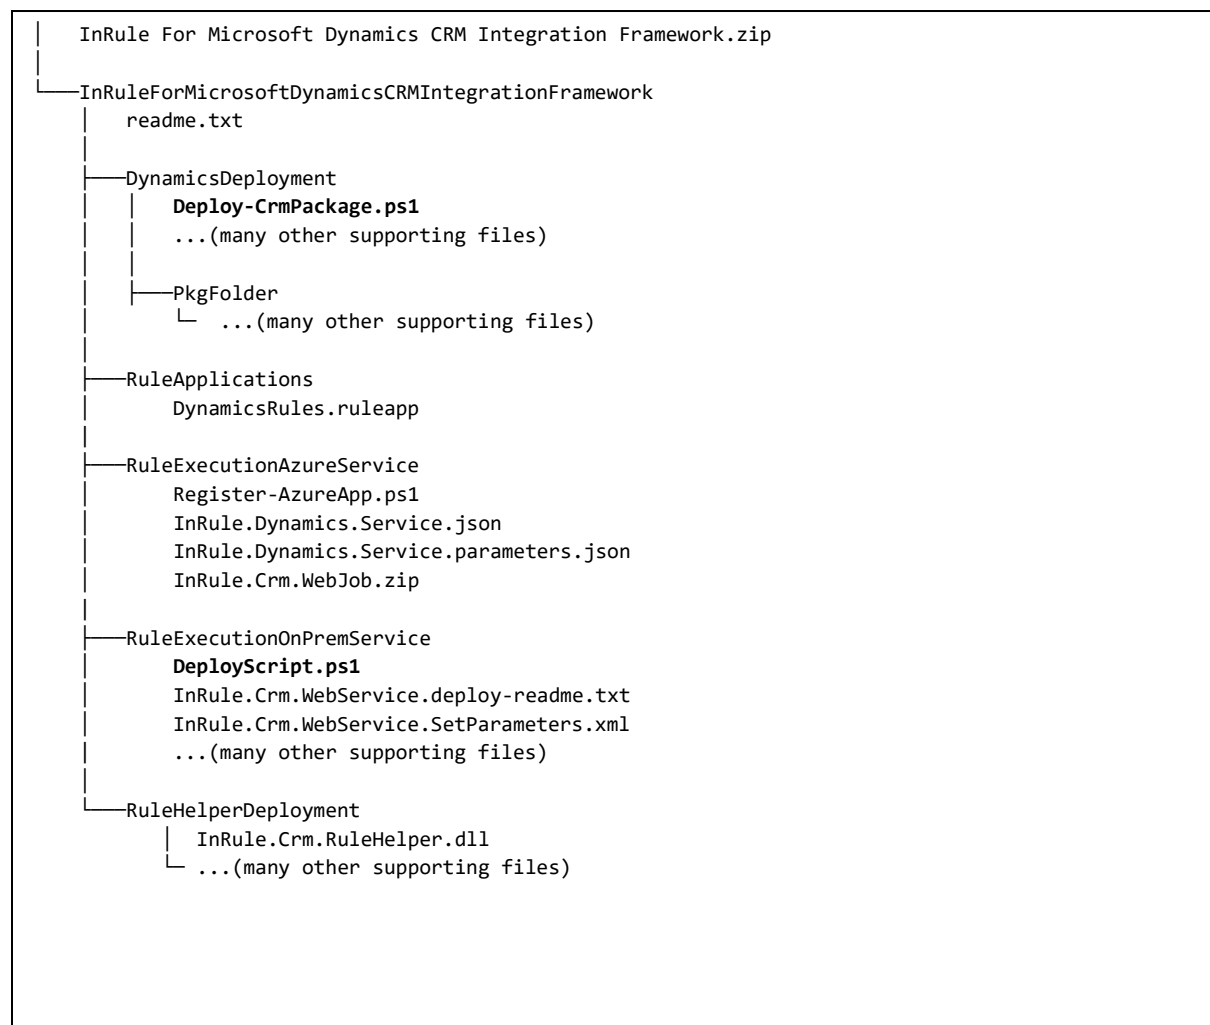 InRule For Microsoft Dynamics CRM Integration Framework.zip
InRuleForMicrosoftDynamicsCRMIntegrationFramework
readme.txt
DynamicsDeployment
Deploy-CrmPackage.ps1
...(many other supporting files)
PkgFolder
...(many other supporting files)
RuleApplications
DynamicsRules.ruleapp
RuleExecutionAzureService
Register-AzureApp.ps1
InRule.Dynamics.Service.json
InRule.Dynamics.Service.parameters.json
InRule.Crm.WebJob.zip
RuleExecutionOnPremService
DeployScript.ps1
InRule.Crm.WebService.deploy-readme.txt
InRule.Crm.WebService.SetParameters.xml
...(many other supporting files)
RuleHelperDeployment
InRule.Crm.RuleHelper.dll
...(many other supporting files)